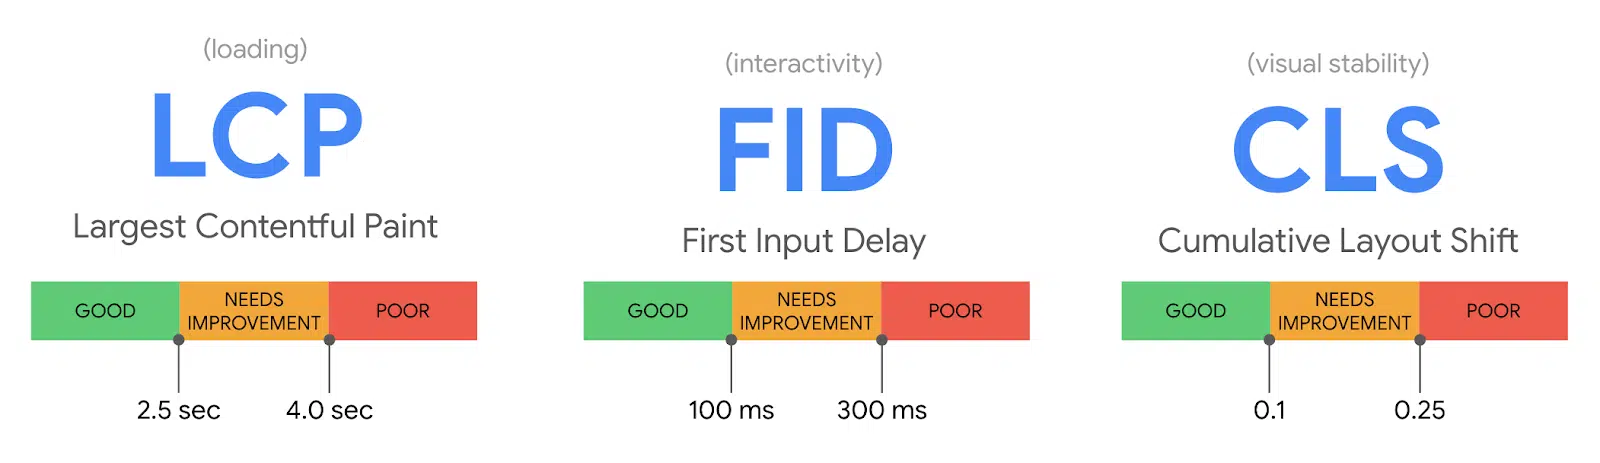 (loading)
LCP
Largest Contentful Paint
GOOD
NEEDS
IMPROVEMENT
POOR
2.5 sec
4.0 sec
(interactivity)
FID
First Input Delay
GOOD
NEEDS
IMPROVEMENT
POOR
100 ms
300 ms
(visual stability)
CLS
Cumulative Layout Shift
GOOD
NEEDS
IMPROVEMENT
POOR
0.1
0.25